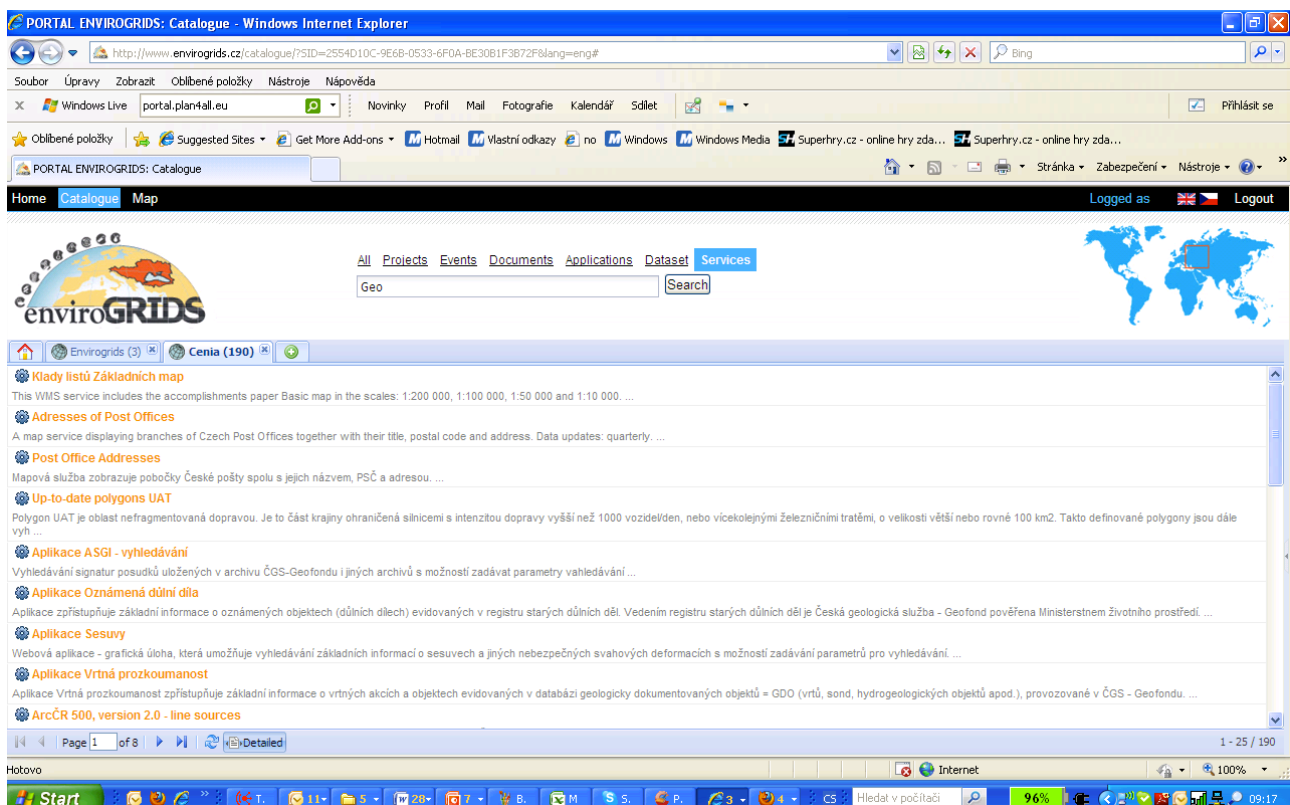 PORTAL ENVIROGRIDS: Catalogue - Windows Internet Explorer
http://www.envirogrids.cz/catalogue/?SID=2554D10C-9E6B-0533-6F0A-BE30B1F3B72F&lang=eng#
Bing
Soubor Úpravy Zobrazit Oblíbené položky Nástroje Nápověda
x Windows Live portal.plan4all.eu Novinky Profil Mail Fotografie Kalendář Sdílet Přihlásit se
Oblíbené položky Suggested Sites Get More Add-ons Hotmail Vlastní odkazy no Windows Windows Media Superhry.cz - online hry zda... Superhry.cz - online hry zda...
PORTAL ENVIROGRIDS: Catalogue Stránka Zabezpečení Nástroje »
Home Catalogue Map Logged as Logout
enviroGRIDS
All Projects Events Documents Applications Dataset Services
Geo Search
Envirogrids (3) Cenia (190)
Klady listů Základních map
This WMS service includes the accomplishments paper Basic map in the scales: 1:200 000, 1:100 000, 1:50 000 and 1:10 000. ...
Adresses of Post Offices
A map service displaying branches of Czech Post Offices together with their title, postal code and address. Data updates: quarterly. ...
Post Office Addresses
Mapová služba zobrazuje pobočky České pošty spolu s jejich názvem, PSČ a adresou. ...
Up-to-date polygons UAT
Polygon UAT je oblast nefragmentovaná dopravou. Je to část krajiny ohraničená silnicemi s intenzitou dopravy vyšší než 1000 vozidel/den, nebo vícekolejnými železničními tratěmi, o velikosti větší nebo rovné 100 km2. Takto definované polygony jsou dále
vyh ...
Aplikace ASGI - vyhledávání
Vyhledávání signatur posudků uložených v archivu ČGS-Geofondu i jiných archivů s možností zadávat parametry vahledávání ...
Aplikace Oznámená důlní díla
Aplikace zpřístupňuje základní informace o oznámených objektech (důlních dílech) evidovaných v registru starých důlních děl. Vedením registru starých důlních děl je Česká geologická služba - Geofond pověřena Ministerstnem životního prostředí. ...
Aplikace Sesuvy
Webová aplikace - grafická úloha, která umožňuje vyhledávání základních informací o sesuvech a jiných nebezpečných svahových deformacích s možností zadávání parametrů pro vyhledávání. ...
Aplikace Vrtná prozkoumanost
Aplikace Vrtná prozkoumanost zpřístupňuje základní informace o vrtných akcích a objektech evidovaných v databázi geologicky dokumentovaných objektů = GDO (vrtů, sond, hydrogeologických objektů apod.), provozované v ČGS - Geofondu. ...
ArcČR 500, version 2.0 - line sources
Page 1 of 8 Detailed 1 - 25 / 190
Hotovo Internet 100%
Start » T. 11 5 28 7 B. M S. P. 3 4 CS Hledat v počítači 96% 09:17